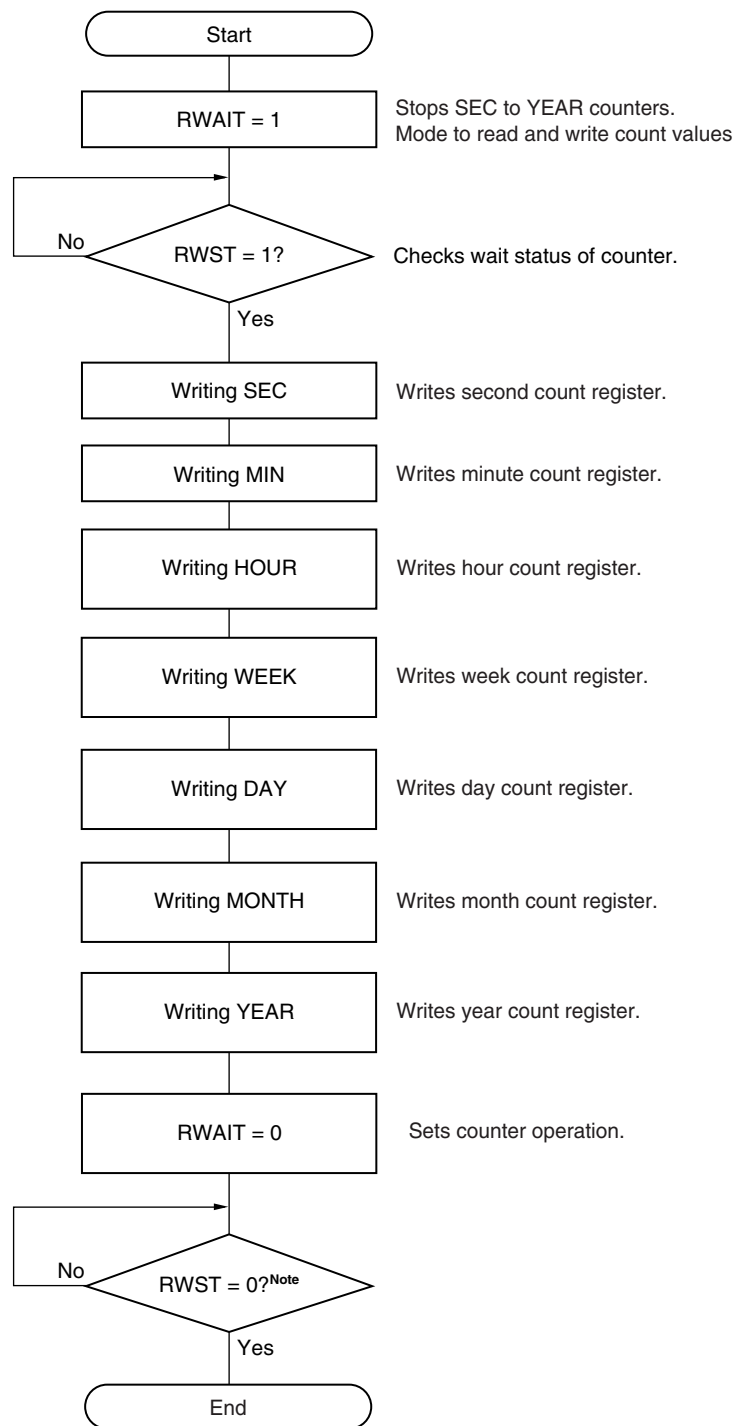 Start
RWAIT = 1
Stops SEC to YEAR counters.
Mode to read and write count values
No
RWST = 1?
Checks wait status of counter.
Yes
Writing SEC
Writes second count register.
Writing MIN
Writes minute count register.
Writing HOUR
Writes hour count register.
Writing WEEK
Writes week count register.
Writing DAY
Writes day count register.
Writing MONTH
Writes month count register.
Writing YEAR
Writes year count register.
RWAIT = 0
Sets counter operation.
No
RWST = 0?Note
Yes
End